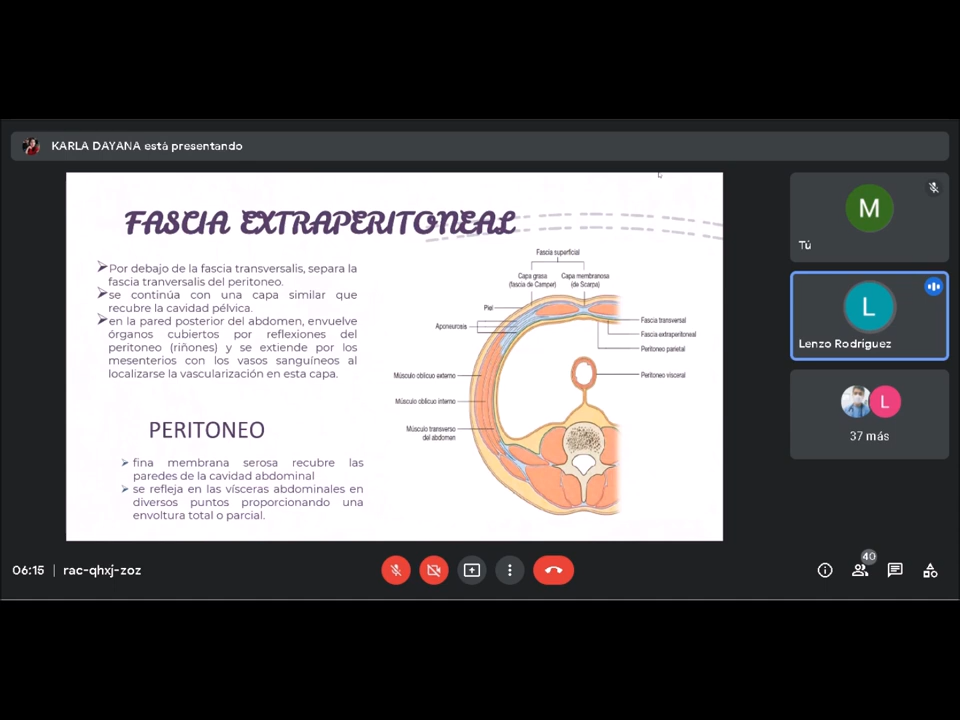 KARLA DAYANA está presentando
FASCIA EXTRAPERITONEAL
Por debajo de la fascia transversalis, separa la
fascia tranversalis del peritoneo.
se continúa con una capa similar que
recubre la cavidad pélvica.
en la pared posterior del abdomen, envuelve
órganos cubiertos por reflexiones del
peritoneo (riñones) y se extiende por los
mesenterios con los vasos sanguíneos al
localizarse la vascularización en esta capa.
PERITONEO
fina membrana serosa recubre las
paredes de la cavidad abdominal
se refleja en las vísceras abdominales en
diversos puntos proporcionando una
envoltura total o parcial.
Fascia superficial
Capa grasa
(fascia de Camper)
Capa membranosa
(de Scarpa)
Piel
Aponeurosis
Fascia transversal
Fascia extraperitoneal
Peritoneo parietal
Músculo oblicuo externo
Peritoneo visceral
Músculo oblicuo interno
Músculo transverso
del abdomen
M
Tú
L
Lenzo Rodriguez
L
37 más
06:15 | rac-qhxj-zoz
40